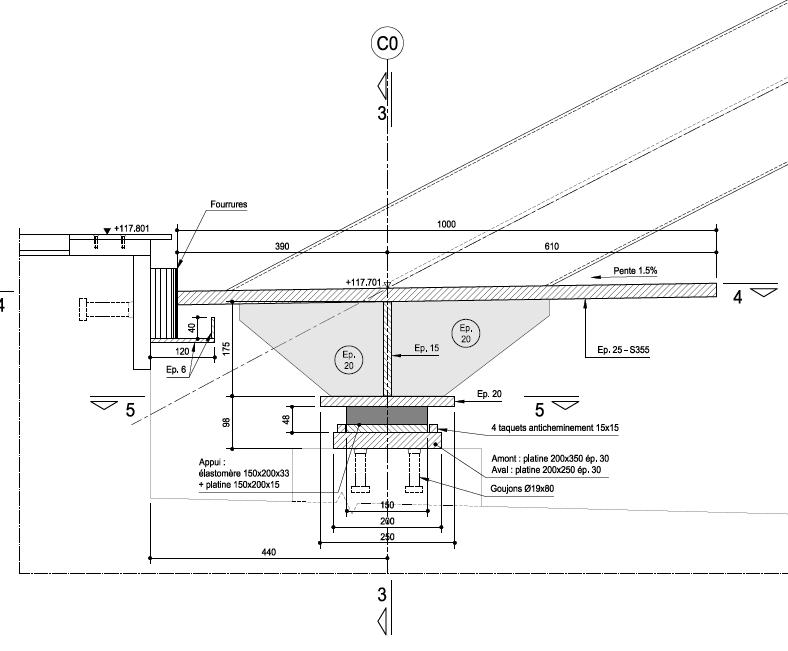 C0
3
Fourrures
+117.801
1000
390
610
+117.701
Pente 1.5%
4
4
40
120
Ep. 6
175
Ep.
20
Ep. 15
Ep.
20
Ep. 25 - S355
5
5
Ep. 20
98
48
4 taquets anticheminement 15x15
Appui :
élastomère 150x200x33
+ platine 150x200x15
Amont : platine 200x350 ép. 30
Aval : platine 200x250 ép. 30
Goujons Ø19x80
150
200
250
440
3